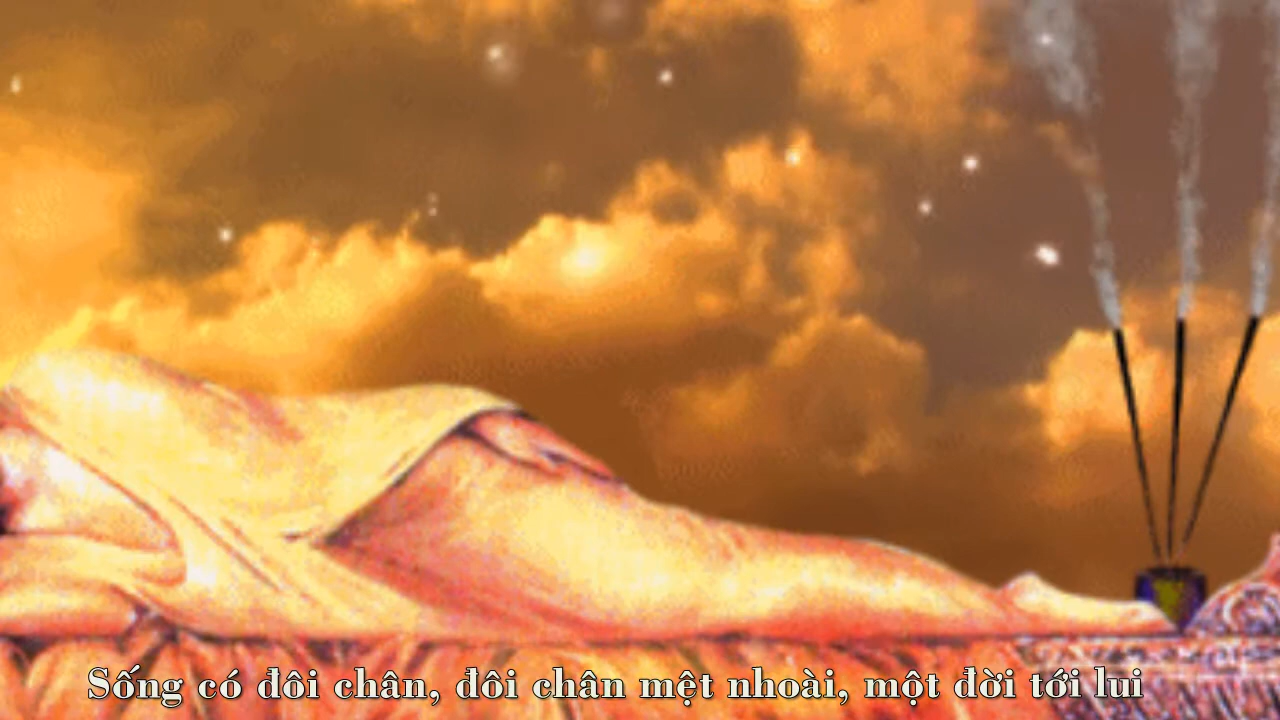 Sống có đôi chân, đôi chân mệt nhoài, một đời tới lui